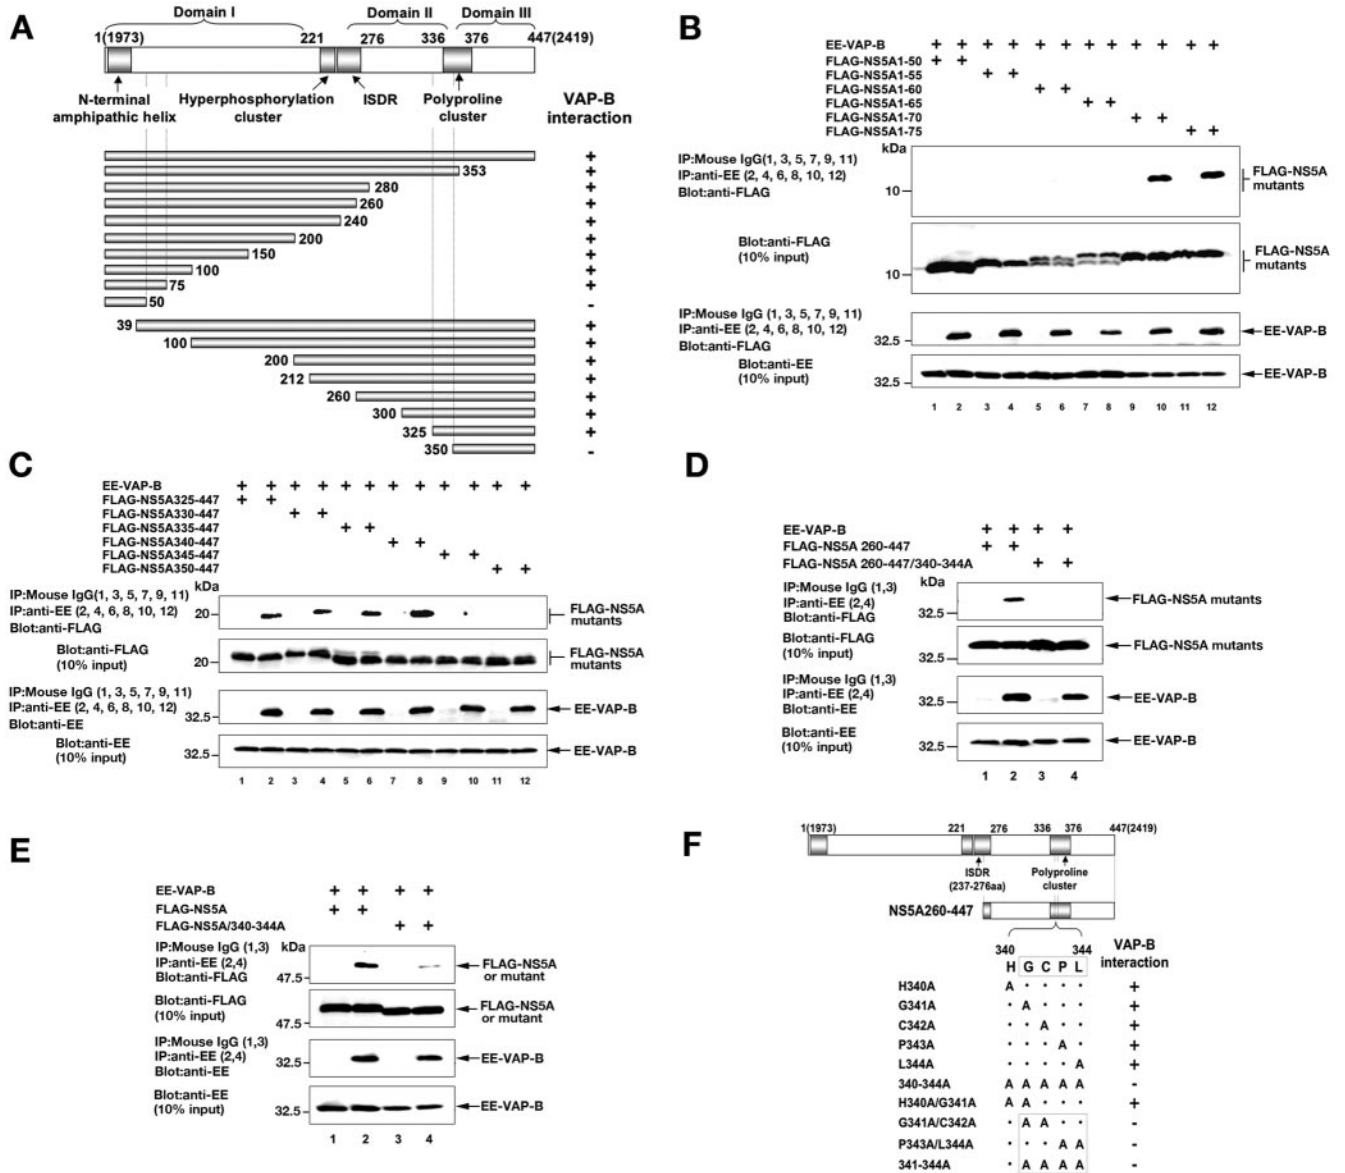 A
Domain I
Domain II
Domain III
1(1973) 221 276 336 376 447(2419)
N-terminal
amphipathic helix
Hyperphosphorylation
cluster
ISDR
Polyproline
cluster
VAP-B
interaction
+
353 +
280 +
260 +
240 +
200 +
150 +
100 +
75 +
50 -
39 +
100 +
200 +
212 +
260 +
300 +
325 +
350 -
B
EE-VAP-B + + + + + + + + + + + +
FLAG-NS5A1-50 + +
FLAG-NS5A1-55 + +
FLAG-NS5A1-60 + +
FLAG-NS5A1-65 + +
FLAG-NS5A1-70 + +
FLAG-NS5A1-75 + +
kDa
IP:Mouse IgG(1, 3, 5, 7, 9, 11)
IP:anti-EE (2, 4, 6, 8, 10, 12)
Blot:anti-FLAG
10
FLAG-NS5A
mutants
Blot:anti-FLAG
(10% input)
10
FLAG-NS5A
mutants
IP:Mouse IgG (1, 3, 5, 7, 9, 11)
IP:anti-EE (2, 4, 6, 8, 10, 12)
Blot:anti-FLAG
32.5
EE-VAP-B
Blot:anti-EE
(10% input)
32.5
EE-VAP-B
1 2 3 4 5 6 7 8 9 10 11 12
C
EE-VAP-B + + + + + + + + + + + +
FLAG-NS5A325-447 + +
FLAG-NS5A330-447 + +
FLAG-NS5A335-447 + +
FLAG-NS5A340-447 + +
FLAG-NS5A345-447 + +
FLAG-NS5A350-447 + +
kDa
IP:Mouse IgG(1, 3, 5, 7, 9, 11)
IP:anti-EE (2, 4, 6, 8, 10, 12)
Blot:anti-FLAG
20
FLAG-NS5A
mutants
Blot:anti-FLAG
(10% input)
20
FLAG-NS5A
mutants
IP:Mouse IgG (1, 3, 5, 7, 9, 11)
IP:anti-EE (2, 4, 6, 8, 10, 12)
Blot:anti-EE
32.5
EE-VAP-B
Blot:anti-EE
(10% input)
32.5
EE-VAP-B
1 2 3 4 5 6 7 8 9 10 11 12
D
EE-VAP-B + + + +
FLAG-NS5A 260-447 + +
FLAG-NS5A 260-447/340-344A + +
kDa
IP:Mouse IgG (1,3)
IP:anti-EE (2,4)
Blot:anti-FLAG
32.5
FLAG-NS5A mutants
Blot:anti-FLAG
(10% input)
32.5
FLAG-NS5A mutants
IP:Mouse IgG (1,3)
IP:anti-EE (2,4)
Blot:anti-EE
32.5
EE-VAP-B
Blot:anti-EE
(10% input)
32.5
EE-VAP-B
1 2 3 4
E
EE-VAP-B + + + +
FLAG-NS5A + +
FLAG-NS5A/340-344A + +
IP:Mouse IgG (1,3) kDa
IP:anti-EE (2,4)
Blot:anti-FLAG
47.5
FLAG-NS5A
or mutant
Blot:anti-FLAG
(10% input)
47.5
FLAG-NS5A
or mutant
IP:Mouse IgG (1,3)
IP:anti-EE (2,4)
Blot:anti-EE
32.5
EE-VAP-B
Blot:anti-EE
(10% input)
32.5
EE-VAP-B
1 2 3 4
F
1(1973) 221 276 336 376 447(2419)
ISDR
(237-276aa)
Polyproline
cluster
NS5A260-447
340 344
VAP-B
interaction
H G C P L
H340A A · · · · +
G341A · A · · · +
C342A · · A · · +
P343A · · · A · +
L344A · · · · A +
340-344A A A A A A -
H340A/G341A A A · · · +
G341A/C342A · A A · · -
P343A/L344A · · · A A -
341-344A · A A A A -